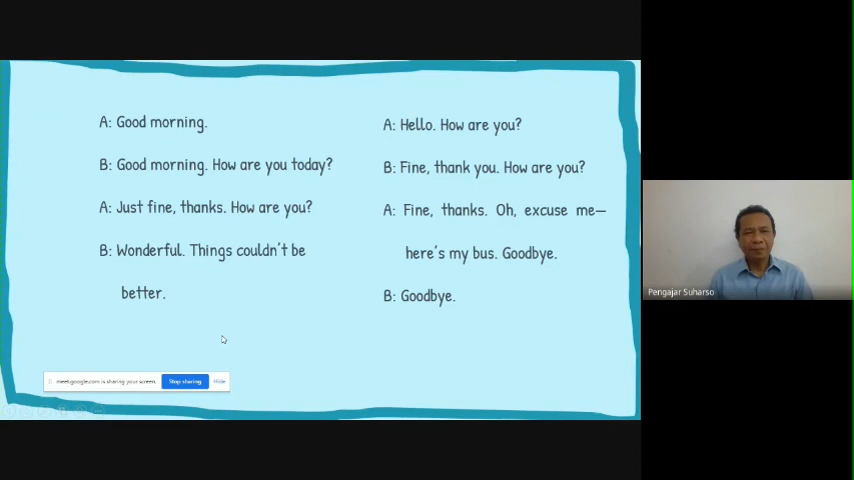 A: Good morning.
B: Good morning. How are you today?
A: Just fine, thanks. How are you?
B: Wonderful. Things couldn't be
better.
A: Hello. How are you?
B: Fine, thank you. How are you?
A: Fine, thanks. Oh, excuse me—
here's my bus. Goodbye.
B: Goodbye.
meet.google.com is sharing your screen.
Stop sharing
Hide
Pengajar Suharso